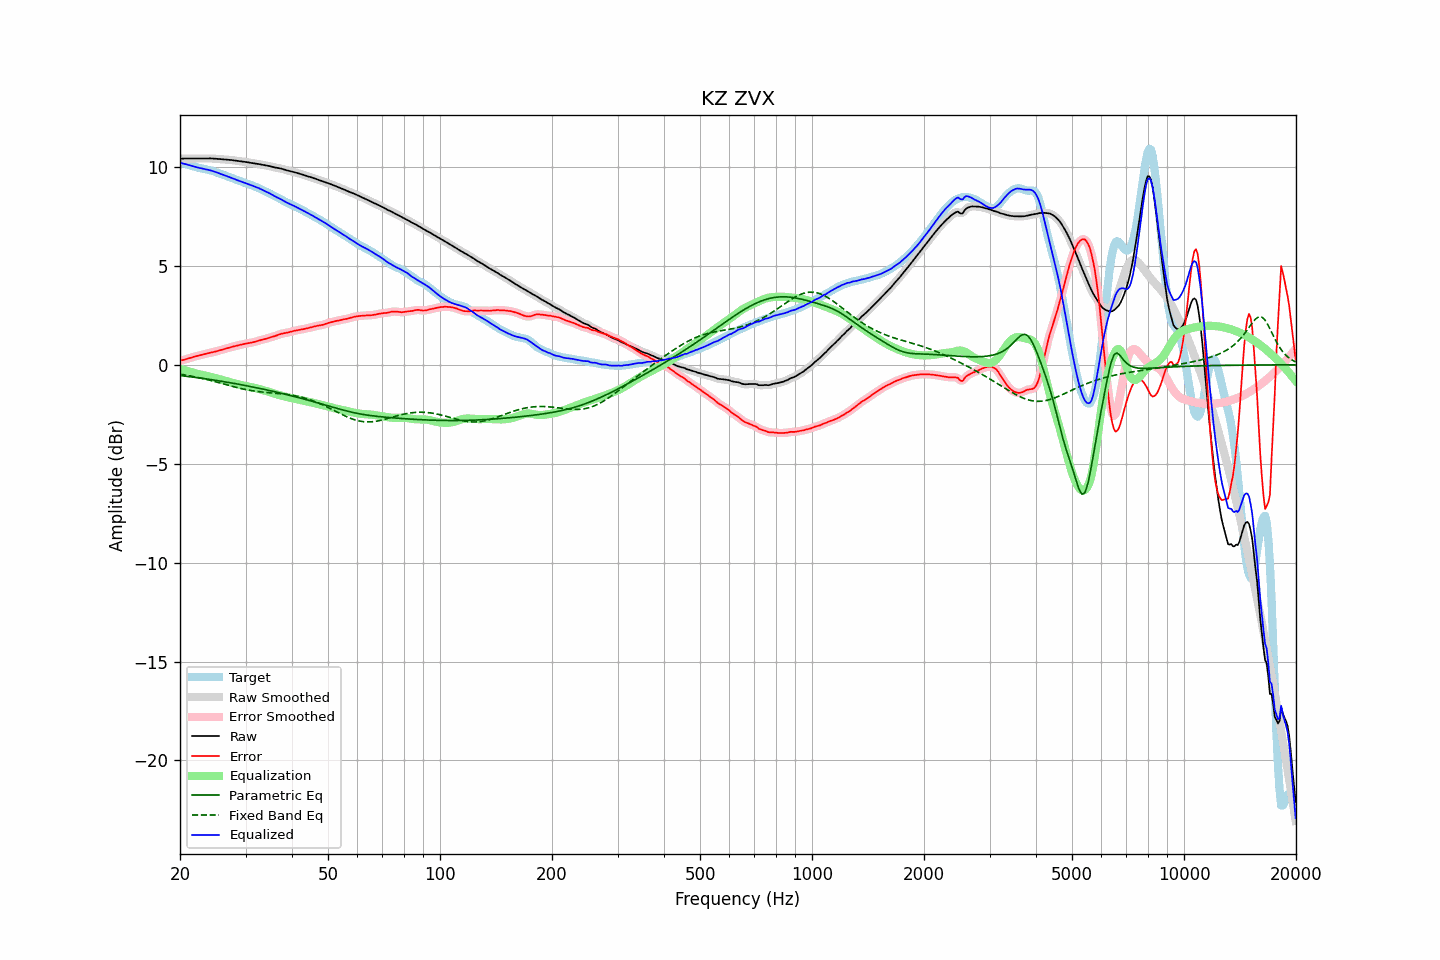 KZ ZVX
10
5
0
−5
−10
−15
−20
Amplitude (dBr)
Target
Raw Smoothed
Error Smoothed
Raw
Error
Equalization
Parametric Eq
Fixed Band Eq
Equalized
20 50 100 200 500 1000 2000 5000 10000 20000
Frequency (Hz)